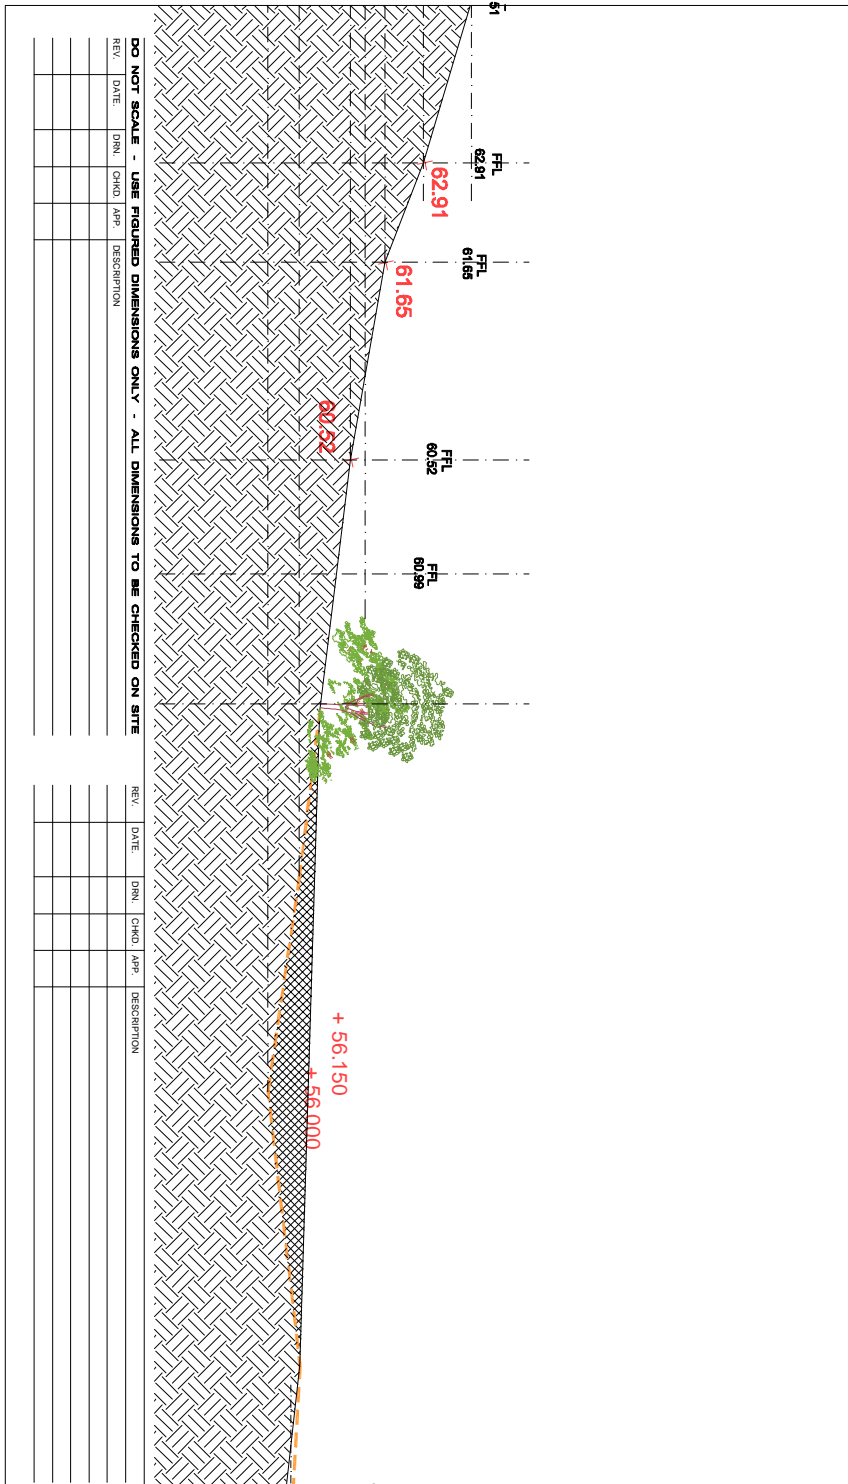 51
FFL
62.91
62.91
FFL
61.65
61.65
FFL
60.52
60.52
FFL
60.99
+ 56.150
+ 56.000
DO NOT SCALE - USE FIGURED DIMENSIONS ONLY - ALL DIMENSIONS TO BE CHECKED ON SITE
REV. DATE. DRN. CHKD. APP. DESCRIPTION
REV. DATE. DRN. CHKD. APP. DESCRIPTION